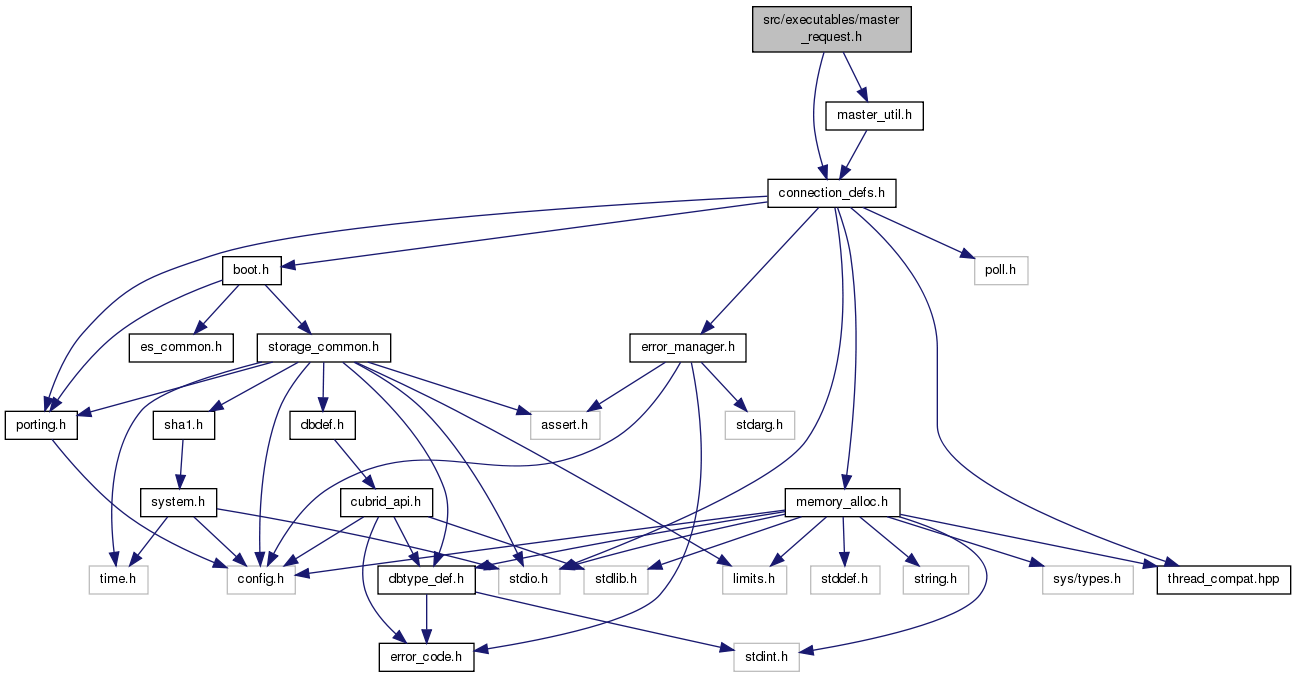 src/executables/master
_request.h
master_util.h
connection_defs.h
boot.h
poll.h
es_common.h
storage_common.h
error_manager.h
porting.h
sha1.h
dbdef.h
assert.h
stdarg.h
system.h
cubrid_api.h
memory_alloc.h
time.h
config.h
dbtype_def.h
stdio.h
stdlib.h
limits.h
stddef.h
string.h
sys/types.h
thread_compat.hpp
error_code.h
stdint.h